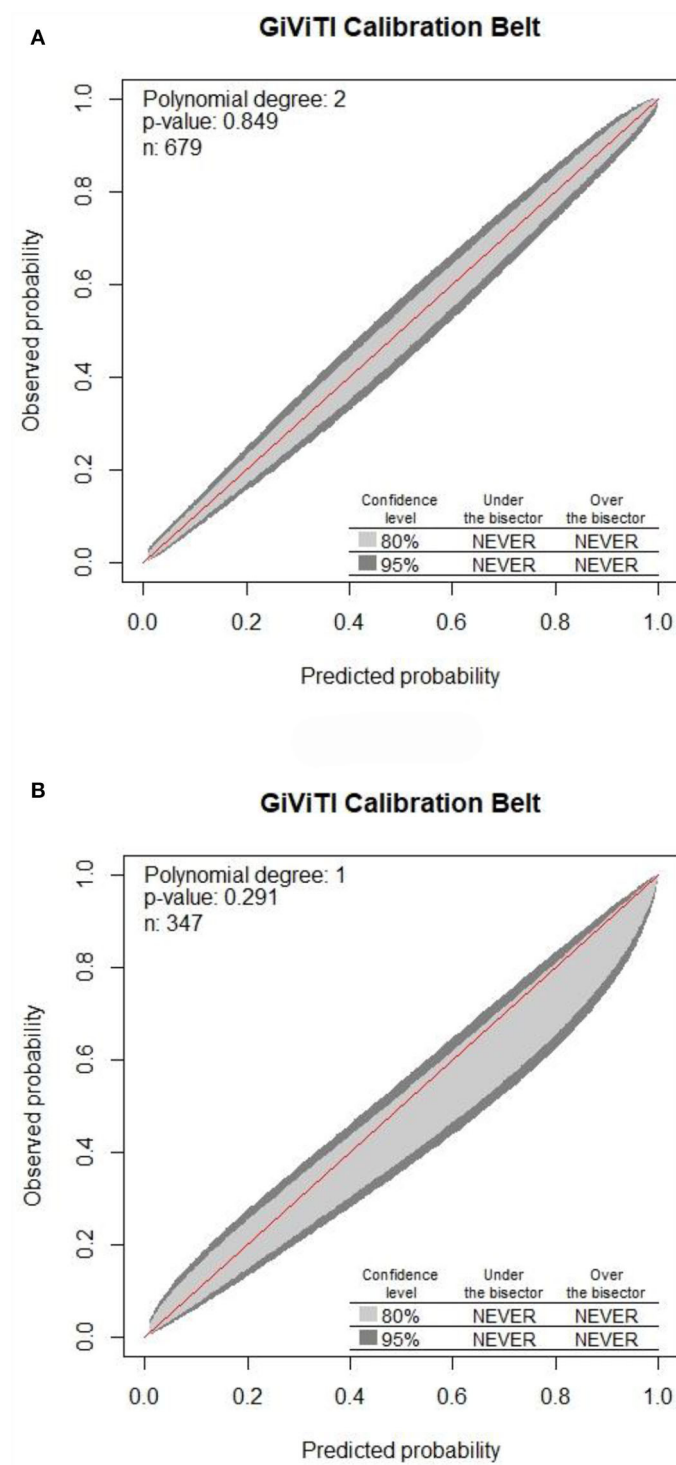 A
GiViTI Calibration Belt
Polynomial degree: 2
p-value: 0.849
n: 679
Observed probability
1.0
0.8
0.6
0.4
0.2
0.0
Confidence level Under the bisector Over the bisector
80% NEVER NEVER
95% NEVER NEVER
0.0 0.2 0.4 0.6 0.8 1.0
Predicted probability
B
GiViTI Calibration Belt
Polynomial degree: 1
p-value: 0.291
n: 347
Observed probability
1.0
0.8
0.6
0.4
0.2
0.0
Confidence level Under the bisector Over the bisector
80% NEVER NEVER
95% NEVER NEVER
0.0 0.2 0.4 0.6 0.8 1.0
Predicted probability